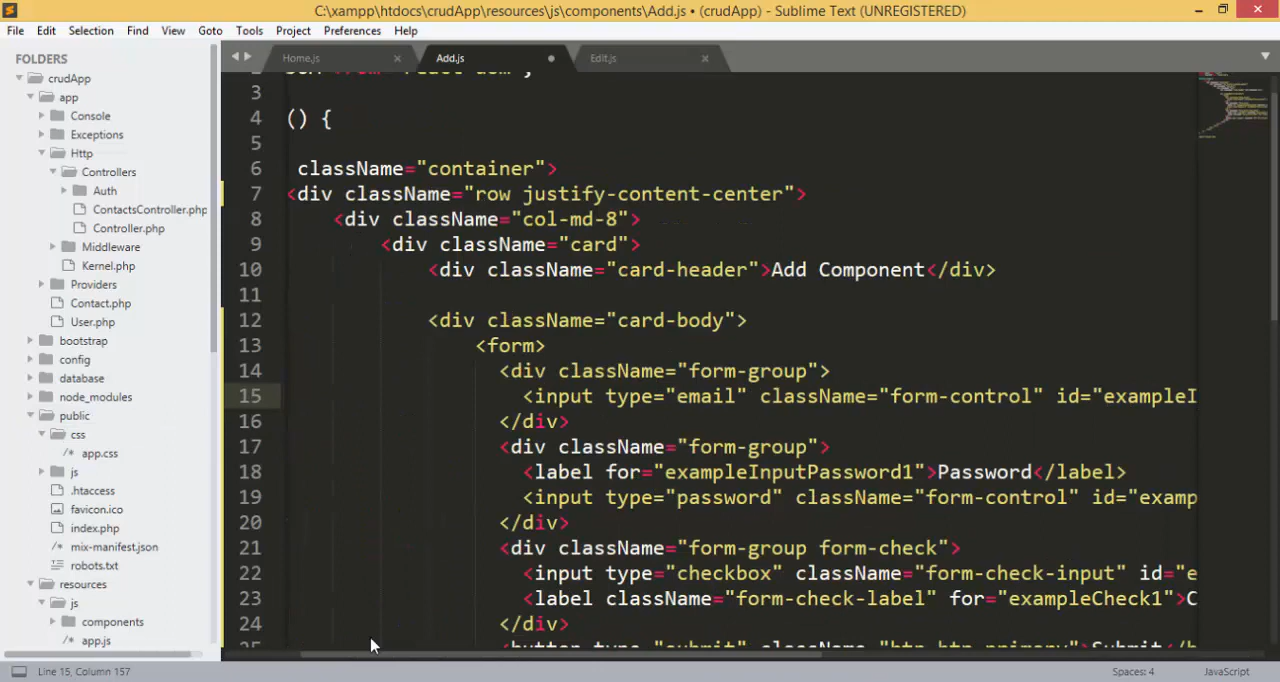 C:\xampp\htdocs\crudApp\resources\js\components\Add.js • (crudApp) - Sublime Text (UNREGISTERED)
File Edit Selection Find View Goto Tools Project Preferences Help
FOLDERS
crudApp
app
Console
Exceptions
Http
Controllers
Auth
ContactsController.php
Controller.php
Middleware
Kernel.php
Providers
Contact.php
User.php
bootstrap
config
database
node_modules
public
css
/* app.css
js
.htaccess
favicon.ico
index.php
/* mix-manifest.json
robots.txt
resources
js
components
/* app.js
Home.js Add.js Edit.js
3
4 () {
5
6 className="container">
7 <div className="row justify-content-center">
8 <div className="col-md-8">
9 <div className="card">
10 <div className="card-header">Add Component</div>
11
12 <div className="card-body">
13 <form>
14 <div className="form-group">
15 <input type="email" className="form-control" id="exampleI
16 </div>
17 <div className="form-group">
18 <label for="exampleInputPassword1">Password</label>
19 <input type="password" className="form-control" id="examp
20 </div>
21 <div className="form-group form-check">
22 <input type="checkbox" className="form-check-input" id="e
23 <label className="form-check-label" for="exampleCheck1">C
24 </div>
25 <button type="submit" className="btn btn-primary">Submit</b
Line 15, Column 157 Spaces: 4 JavaScript